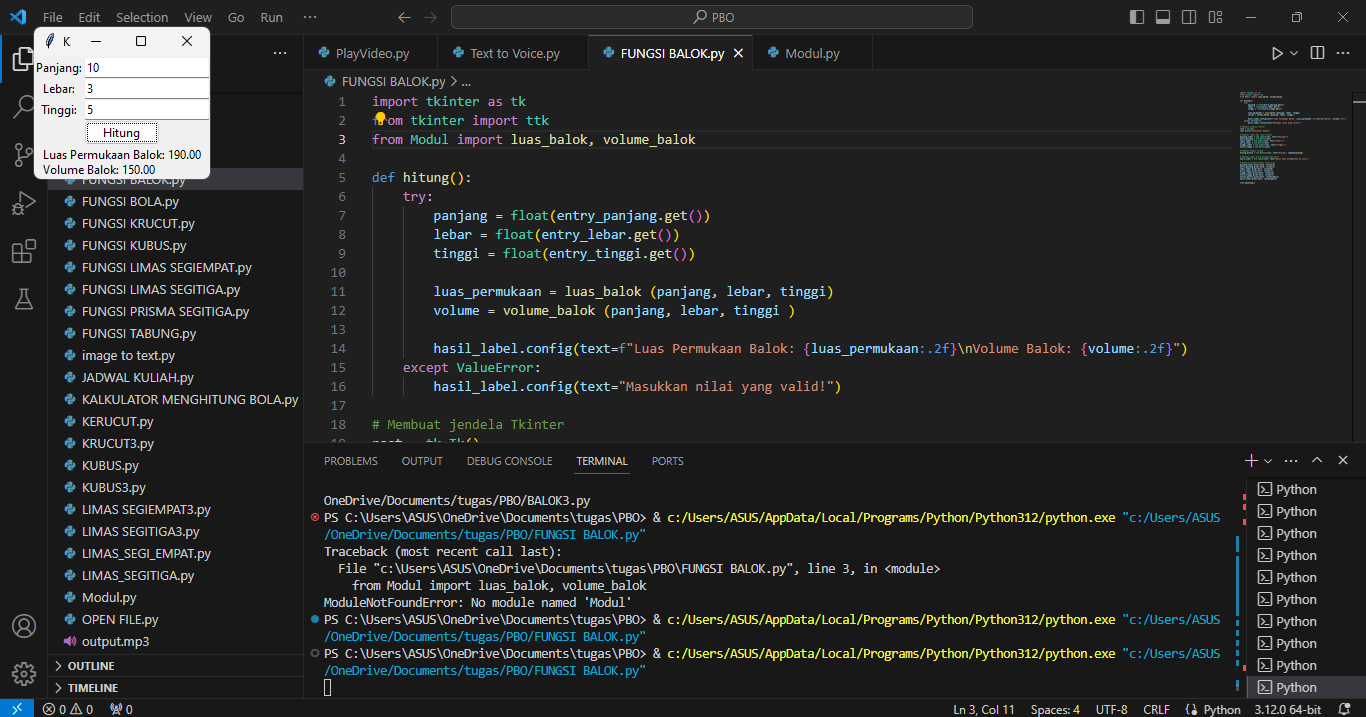 File Edit Selection View Go Run ···
PBO
K
Panjang: 10
Lebar: 3
Tinggi: 5
Hitung
Luas Permukaan Balok: 190.00
Volume Balok: 150.00
FUNGSI BALOK.py
FUNGSI BOLA.py
FUNGSI KRUCUT.py
FUNGSI KUBUS.py
FUNGSI LIMAS SEGIEMPAT.py
FUNGSI LIMAS SEGITIGA.py
FUNGSI PRISMA SEGITIGA.py
FUNGSI TABUNG.py
image to text.py
JADWAL KULIAH.py
KALKULATOR MENGHITUNG BOLA.py
KERUCUT.py
KRUCUT3.py
KUBUS.py
KUBUS3.py
LIMAS SEGIEMPAT3.py
LIMAS SEGITIGA3.py
LIMAS_SEGI_EMPAT.py
LIMAS_SEGITIGA.py
Modul.py
OPEN FILE.py
output.mp3
OUTLINE
TIMELINE
PlayVideo.py Text to Voice.py FUNGSI BALOK.py Modul.py
FUNGSI BALOK.py > ...
1 import tkinter as tk
2 from tkinter import ttk
3 from Modul import luas_balok, volume_balok
4
5 def hitung():
6 try:
7 panjang = float(entry_panjang.get())
8 lebar = float(entry_lebar.get())
9 tinggi = float(entry_tinggi.get())
10
11 luas_permukaan = luas_balok (panjang, lebar, tinggi)
12 volume = volume_balok (panjang, lebar, tinggi )
13
14 hasil_label.config(text=f"Luas Permukaan Balok: {luas_permukaan:.2f}\nVolume Balok: {volume:.2f}")
15 except ValueError:
16 hasil_label.config(text="Masukkan nilai yang valid!")
17
18 # Membuat jendela Tkinter
19 root = tk.Tk()
PROBLEMS OUTPUT DEBUG CONSOLE TERMINAL PORTS
OneDrive/Documents/tugas/PBO/BALOK3.py
PS C:\Users\ASUS\OneDrive\Documents\tugas\PBO> & c:/Users/ASUS/AppData/Local/Programs/Python/Python312/python.exe "c:/Users/ASUS
/OneDrive/Documents/tugas/PBO/FUNGSI BALOK.py"
Traceback (most recent call last):
File "c:\Users\ASUS\OneDrive\Documents\tugas\PBO\FUNGSI BALOK.py", line 3, in <module>
from Modul import luas_balok, volume_balok
ModuleNotFoundError: No module named 'Modul'
PS C:\Users\ASUS\OneDrive\Documents\tugas\PBO> & c:/Users/ASUS/AppData/Local/Programs/Python/Python312/python.exe "c:/Users/ASUS
/OneDrive/Documents/tugas/PBO/FUNGSI BALOK.py"
PS C:\Users\ASUS\OneDrive\Documents\tugas\PBO> & c:/Users/ASUS/AppData/Local/Programs/Python/Python312/python.exe "c:/Users/ASUS
/OneDrive/Documents/tugas/PBO/FUNGSI BALOK.py"
Python
Python
Python
Python
Python
Python
Python
Python
Python
Python
0 0 0
Ln 3, Col 11 Spaces: 4 UTF-8 CRLF Python 3.12.0 64-bit